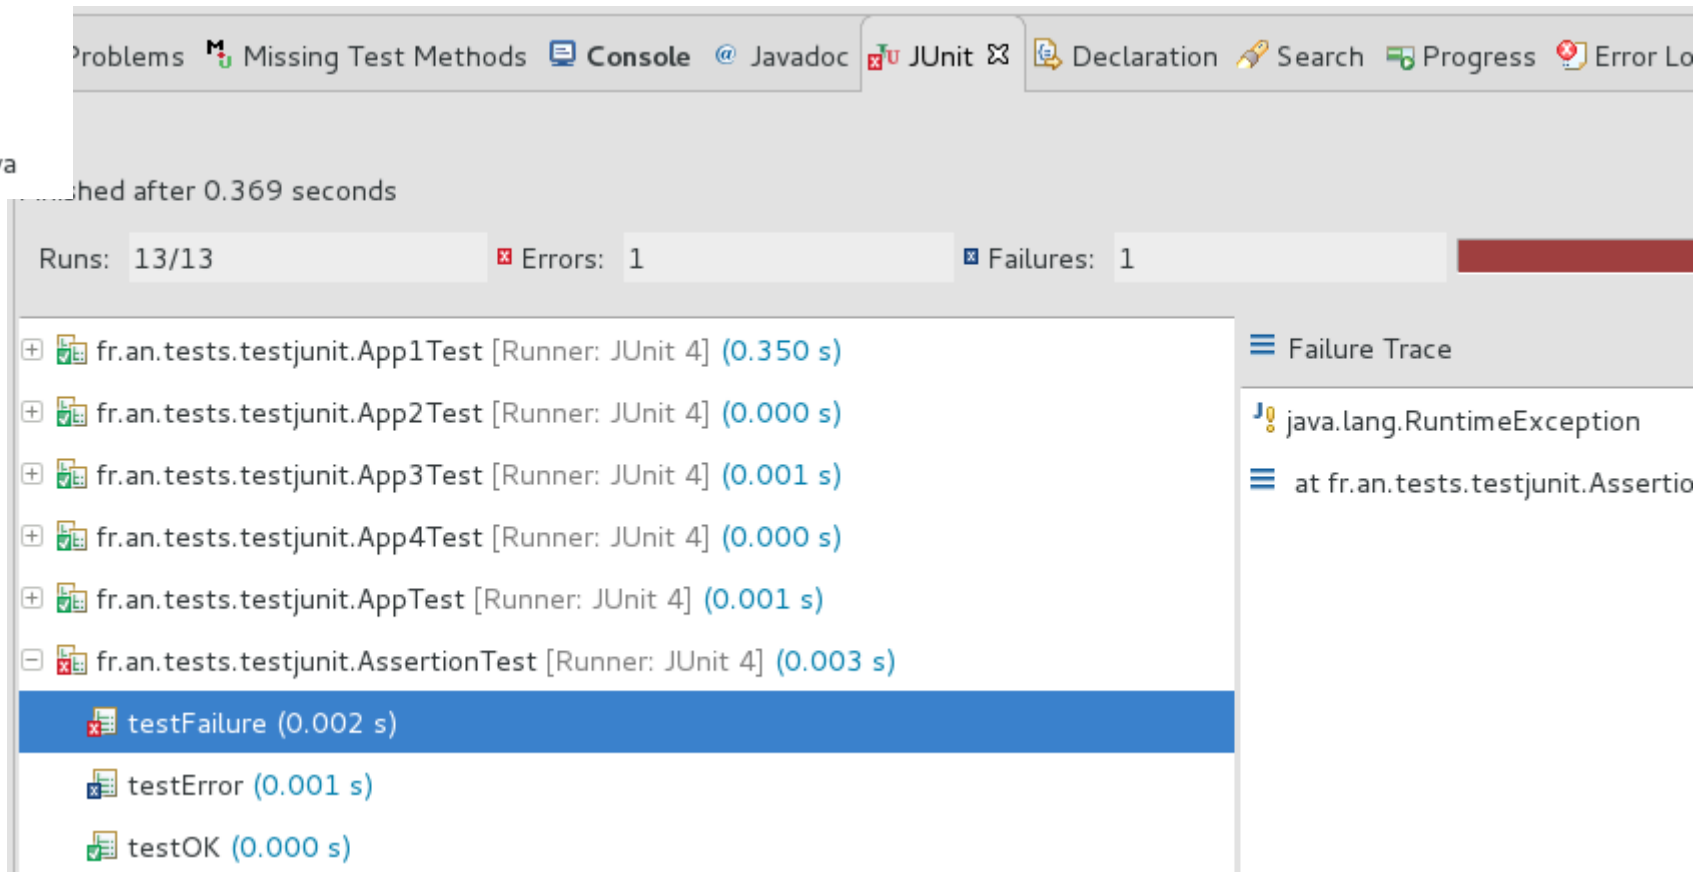 Problems Missing Test Methods Console @ Javadoc JUnit Declaration Search Progress Error Lo
va
Finished after 0.369 seconds
Runs: 13/13 Errors: 1 Failures: 1
fr.an.tests.testjunit.App1Test [Runner: JUnit 4] (0.350 s)
fr.an.tests.testjunit.App2Test [Runner: JUnit 4] (0.000 s)
fr.an.tests.testjunit.App3Test [Runner: JUnit 4] (0.001 s)
fr.an.tests.testjunit.App4Test [Runner: JUnit 4] (0.000 s)
fr.an.tests.testjunit.AppTest [Runner: JUnit 4] (0.001 s)
fr.an.tests.testjunit.AssertionTest [Runner: JUnit 4] (0.003 s)
testFailure (0.002 s)
testError (0.001 s)
testOK (0.000 s)
Failure Trace
java.lang.RuntimeException
at fr.an.tests.testjunit.Assertio